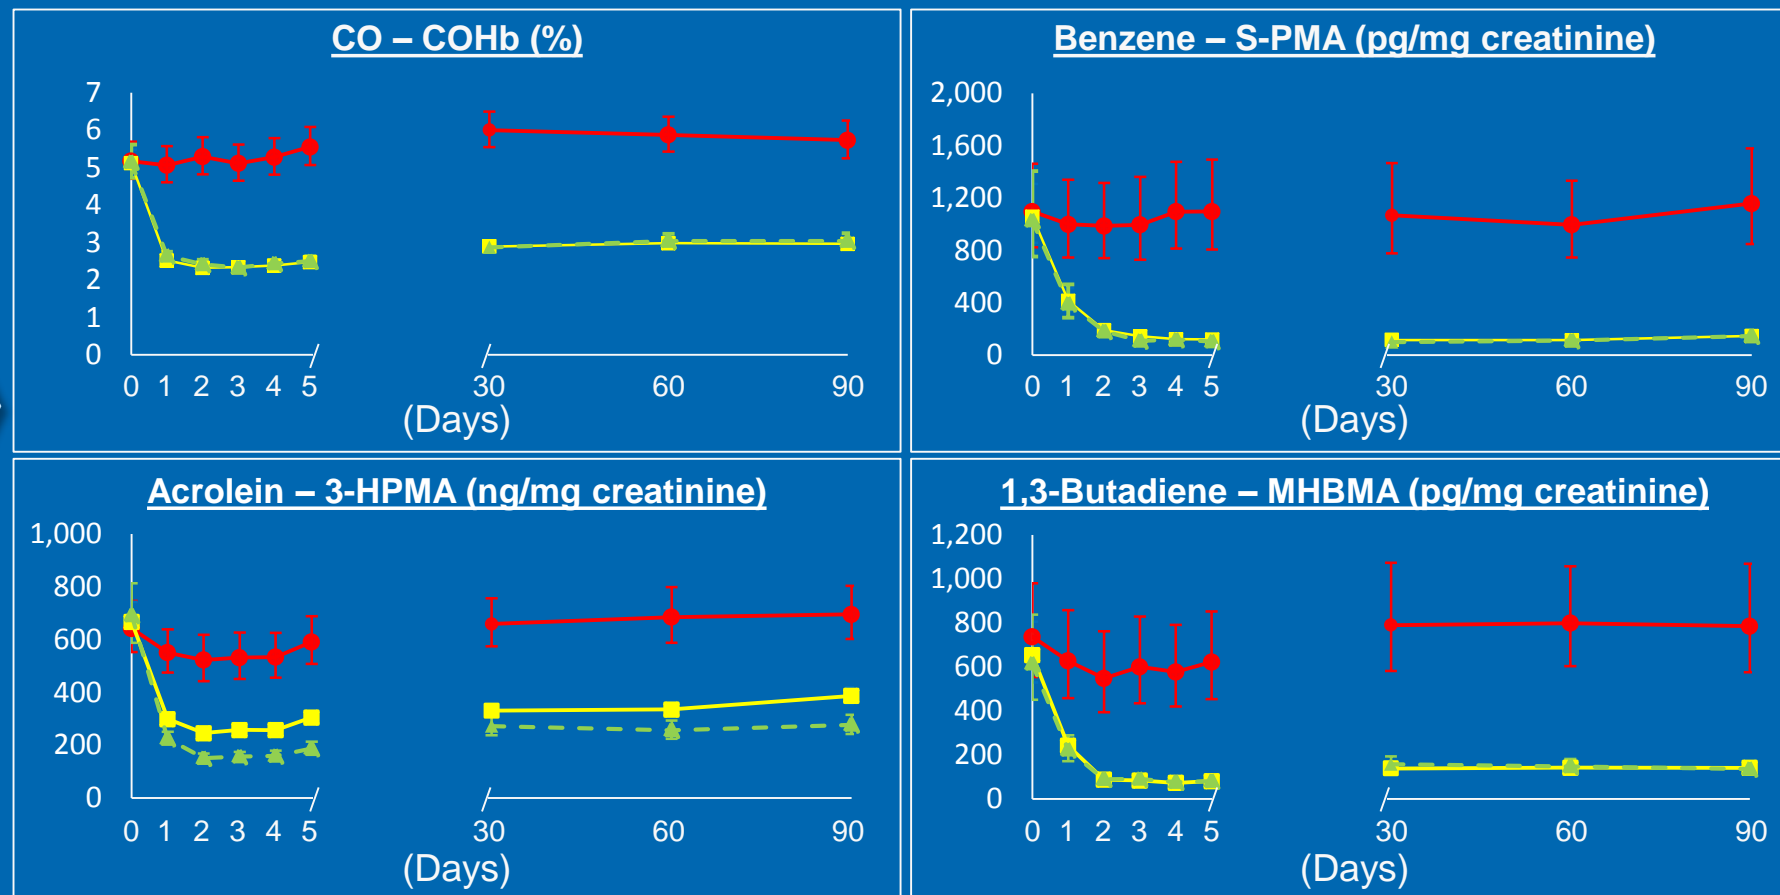 CO – COHb (%)
7
6
5
4
3
2
1
0
0 1 2 3 4 5 30 60 90
(Days)
Benzene – S-PMA (pg/mg creatinine)
2,000
1,600
1,200
800
400
0
0 1 2 3 4 5 30 60 90
(Days)
Acrolein – 3-HPMA (ng/mg creatinine)
1,000
800
600
400
200
0
0 1 2 3 4 5 30 60 90
(Days)
1,3-Butadiene – MHBMA (pg/mg creatinine)
1,200
1,000
800
600
400
200
0
0 1 2 3 4 5 30 60 90
(Days)